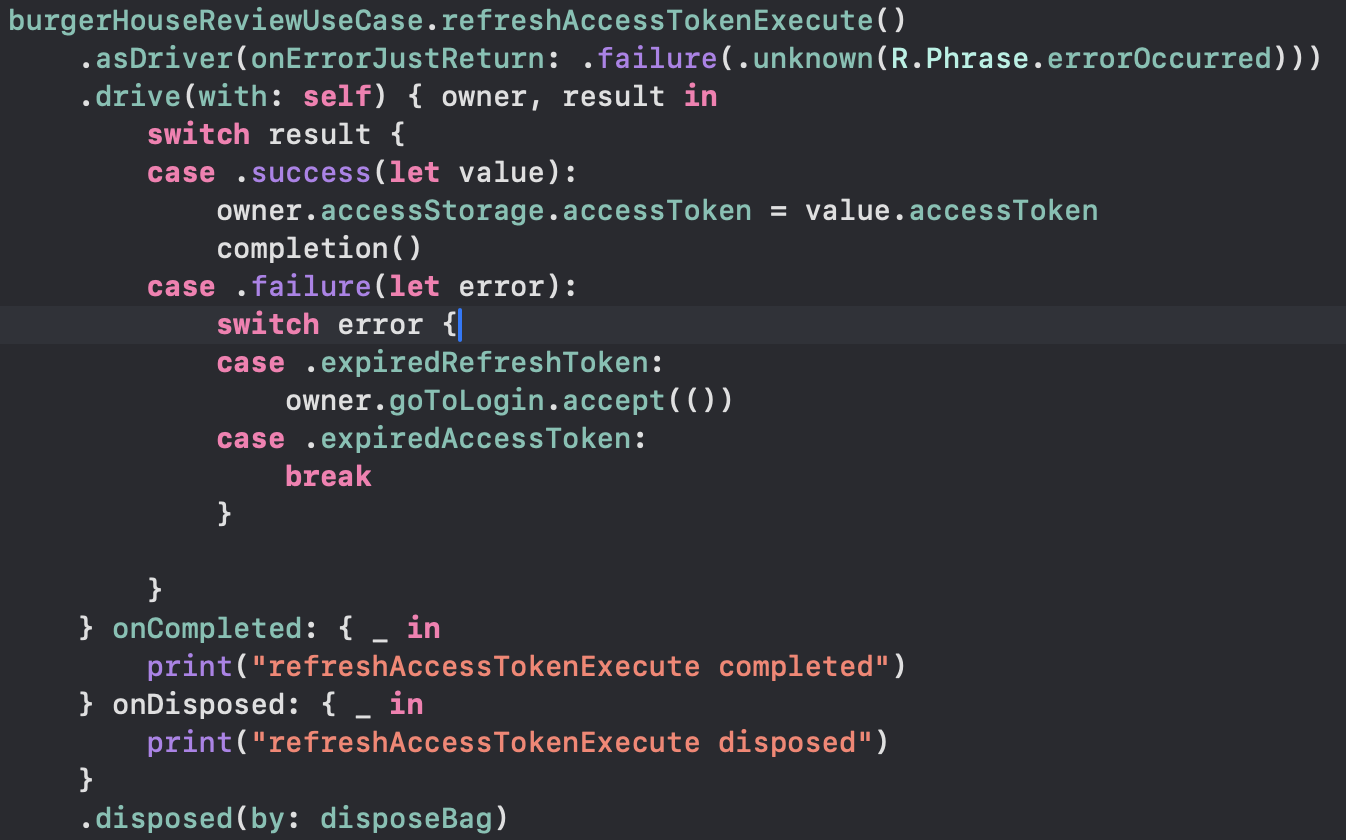 burgerHouseReviewUseCase.refreshAccessTokenExecute()
    .asDriver(onErrorJustReturn: .failure(.unknown(R.Phrase.errorOccurred)))
    .drive(with: self) { owner, result in
        switch result {
        case .success(let value):
            owner.accessStorage.accessToken = value.accessToken
            completion()
        case .failure(let error):
            switch error {
            case .expiredRefreshToken:
                owner.goToLogin.accept(())
            case .expiredAccessToken:
                break
            }

        }
    } onCompleted: { _ in
        print("refreshAccessTokenExecute completed")
    } onDisposed: { _ in
        print("refreshAccessTokenExecute disposed")
    }
    .disposed(by: disposeBag)